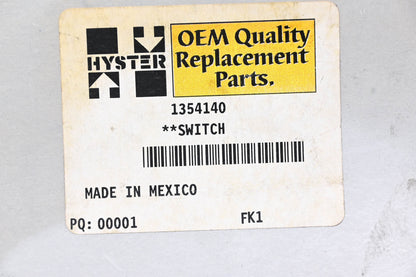 HYSTER
OEM Quality
Replacement
Parts.
1354140
**SWITCH
MADE IN MEXICO
PQ: 00001 FK1